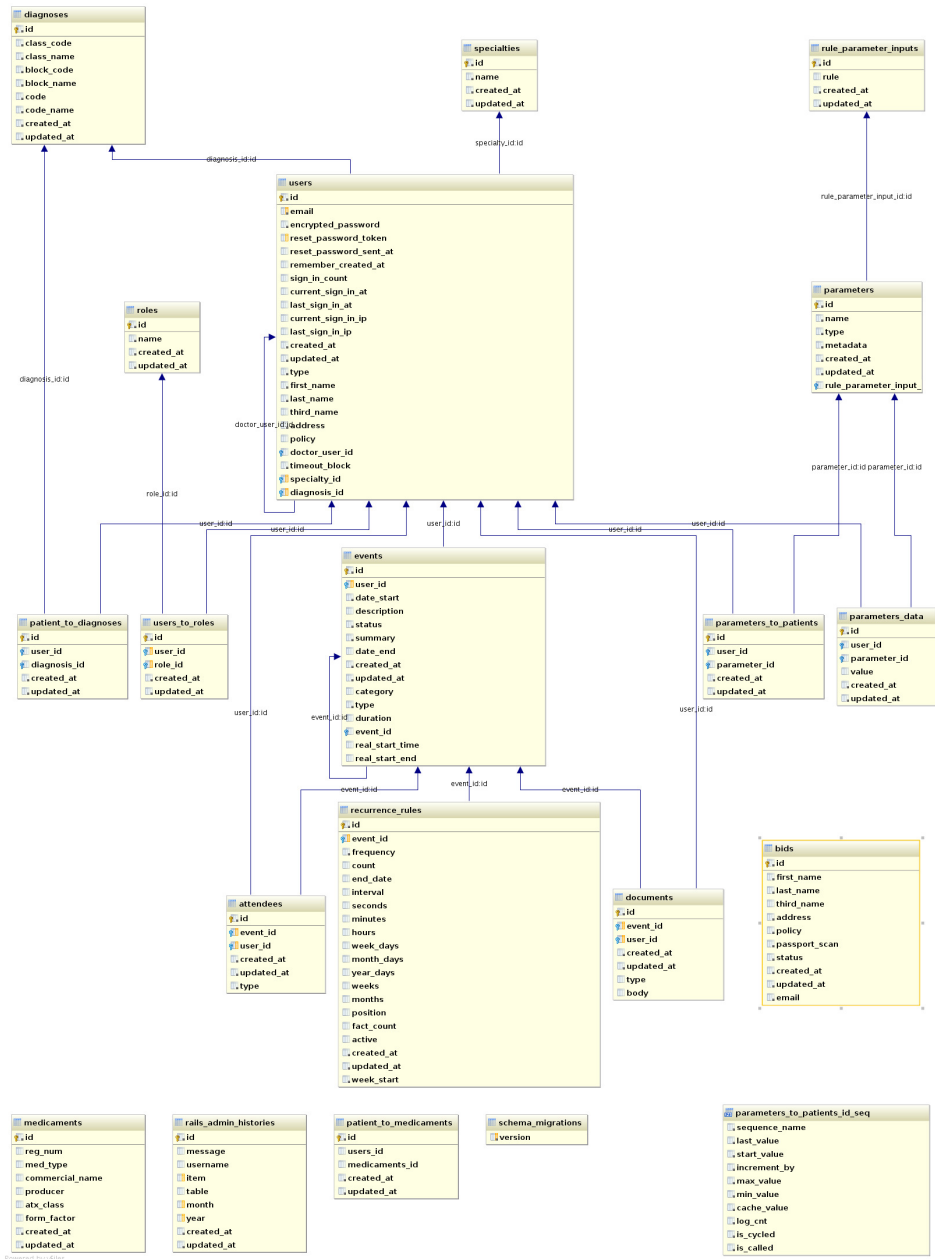 diagnoses
id
class_code
class_name
block_code
block_name
code
code_name
created_at
updated_at
specialties
id
name
created_at
updated_at
rule_parameter_inputs
id
rule
created_at
updated_at
diagnosis_id:id
specialty_id:id
rule_parameter_input_id:id
users
id
email
encrypted_password
reset_password_token
reset_password_sent_at
remember_created_at
sign_in_count
current_sign_in_at
last_sign_in_at
current_sign_in_ip
last_sign_in_ip
created_at
updated_at
type
first_name
last_name
third_name
address
policy
doctor_user_id
timeout_block
specialty_id
diagnosis_id
doctor_user_id:id
roles
id
name
created_at
updated_at
parameters
id
name
type
metadata
created_at
updated_at
rule_parameter_input_
diagnosis_id:id
role_id:id
parameter_id:id
parameter_id:id
user_id:id
user_id:id
user_id:id
user_id:id
user_id:id
events
id
user_id
date_start
description
status
summary
date_end
created_at
updated_at
category
type
duration
event_id
real_start_time
real_start_end
event_id:id
patient_to_diagnoses
id
user_id
diagnosis_id
created_at
updated_at
users_to_roles
id
user_id
role_id
created_at
updated_at
parameters_to_patients
id
user_id
parameter_id
created_at
updated_at
parameters_data
id
user_id
parameter_id
value
created_at
updated_at
user_id:id
user_id:id
event_id:id
event_id:id
event_id:id
recurrence_rules
id
event_id
frequency
count
end_date
interval
seconds
minutes
hours
week_days
month_days
year_days
weeks
months
position
fact_count
active
created_at
updated_at
week_start
attendees
id
event_id
user_id
created_at
updated_at
type
documents
id
event_id
user_id
created_at
updated_at
type
body
bids
id
first_name
last_name
third_name
address
policy
passport_scan
status
created_at
updated_at
email
medicaments
id
reg_num
med_type
commercial_name
producer
atx_class
form_factor
created_at
updated_at
rails_admin_histories
id
message
username
item
table
month
year
created_at
updated_at
patient_to_medicaments
id
users_id
medicaments_id
created_at
updated_at
schema_migrations
version
parameters_to_patients_id_seq
sequence_name
last_value
start_value
increment_by
max_value
min_value
cache_value
log_cnt
is_cycled
is_called